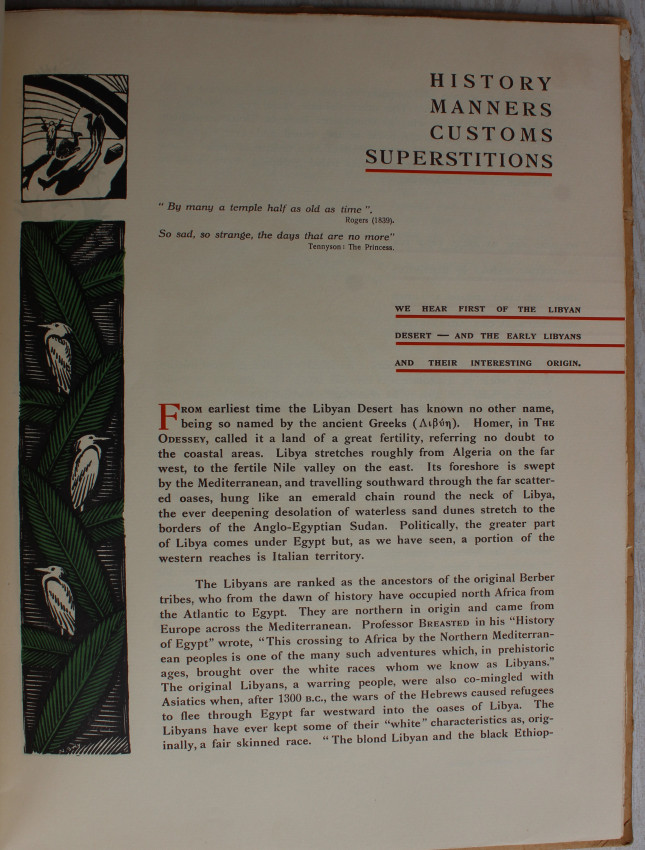 HISTORY
MANNERS
CUSTOMS
SUPERSTITIONS
“ By many a temple half as old as time ”.
Rogers (1839).
So sad, so strange, the days that are no more”
Tennyson : The Princess.
WE HEAR FIRST OF THE LIBYAN
DESERT — AND THE EARLY LIBYANS
AND THEIR INTERESTING ORIGIN.
FROM earliest time the Libyan Desert has known no other name,
being so named by the ancient Greeks (Λιβύη). Homer, in THE
ODESSEY, called it a land of a great fertility, referring no doubt to
the coastal areas. Libya stretches roughly from Algeria on the far
west, to the fertile Nile valley on the east. Its foreshore is swept
by the Mediterranean, and travelling southward through the far scatter-
ed oases, hung like an emerald chain round the neck of Libya,
the ever deepening desolation of waterless sand dunes stretch to the
borders of the Anglo-Egyptian Sudan. Politically, the greater part
of Libya comes under Egypt but, as we have seen, a portion of the
western reaches is Italian territory.
The Libyans are ranked as the ancestors of the original Berber
tribes, who from the dawn of history have occupied north Africa from
the Atlantic to Egypt. They are northern in origin and came from
Europe across the Mediterranean. Professor BREASTED in his “History
of Egypt” wrote, “This crossing to Africa by the Northern Mediterran-
ean peoples is one of the many such adventures which, in prehistoric
ages, brought over the white races whom we know as Libyans.”
The original Libyans, a warring people, were also co-mingled with
Asiatics when, after 1300 B.C., the wars of the Hebrews caused refugees
to flee through Egypt far westward into the oases of Libya. The
Libyans have ever kept some of their “white” characteristics as, orig-
inally, a fair skinned race. “ The blond Libyan and the black Ethiop-